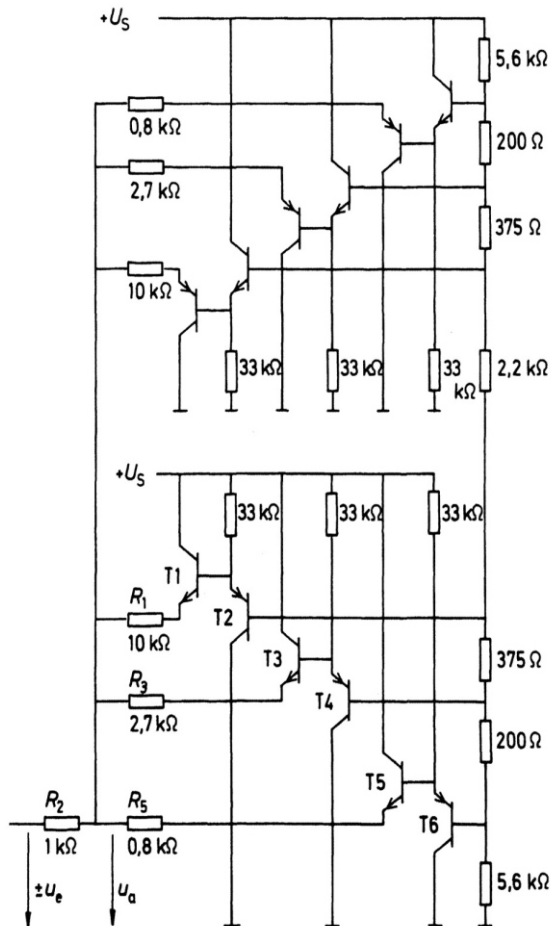 +U_S
5,6 kΩ
0,8 kΩ
200 Ω
2,7 kΩ
375 Ω
10 kΩ
33 kΩ
33 kΩ
33 kΩ
2,2 kΩ
+U_S
33 kΩ
33 kΩ
33 kΩ
T1
R_1
T2
10 kΩ
T3
375 Ω
R_3
T4
2,7 kΩ
200 Ω
T5
R_2
R_5
T6
1 kΩ
0,8 kΩ
5,6 kΩ
±u_e
u_a